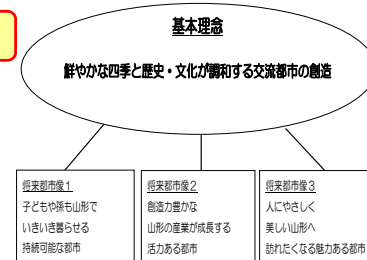 基本理念
鮮やかな四季と歴史・文化が調和する交流都市の創造
将来都市像1
子どもや孫も山形で
いきいき暮らせる
持続可能な都市
将来都市像2
創造力豊かな
山形の産業が成長する
活力ある都市
将来都市像3
人にやさしく
美しい山形へ
訪れたくなる魅力ある都市